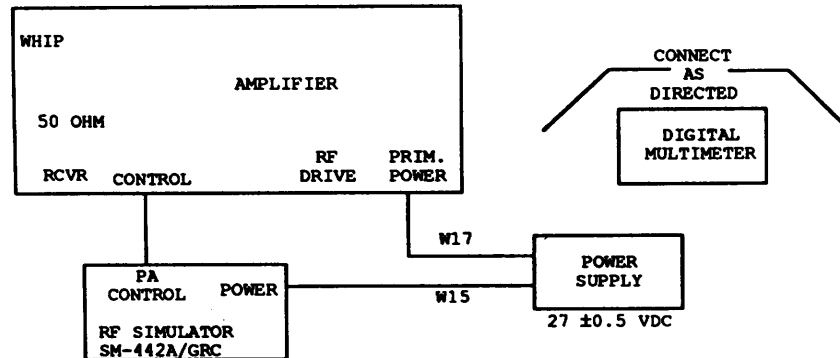 WHIP
AMPLIFIER
50 OHM
RCVR
CONTROL
RF
DRIVE
PRIM.
POWER
CONNECT
AS
DIRECTED
DIGITAL
MULTIMETER
W17
W15
POWER
SUPPLY
27 ±0.5 VDC
PA
CONTROL
POWER
RF SIMULATOR
SM-442A/GRC